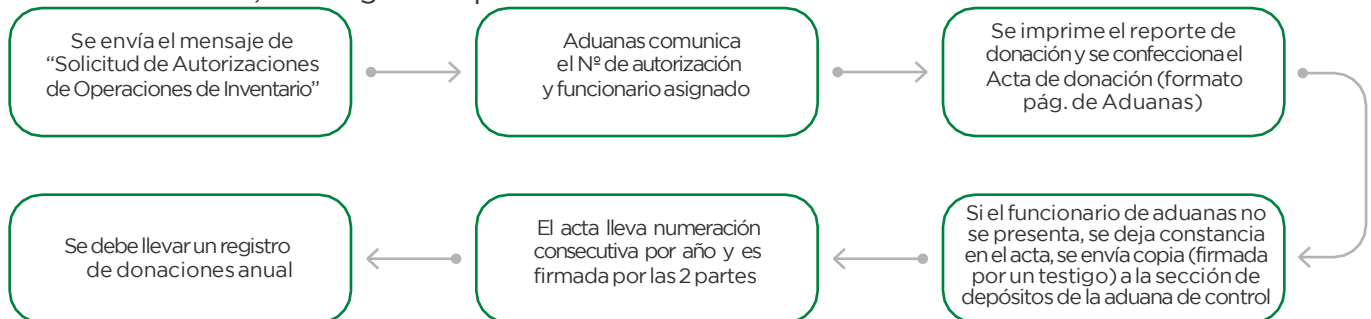 Se envía el mensaje de
“Solicitud de Autorizaciones
de Operaciones de Inventario”
Aduanas comunica
el Nº de autorización
y funcionario asignado
Se imprime el reporte de
donación y se confecciona el
Acta de donación (formato
pág. de Aduanas)
Si el funcionario de aduanas no
se presenta, se deja constancia
en el acta, se envía copia (firmada
por un testigo) a la sección de
depósitos de la aduana de control
El acta lleva numeración
consecutiva por año y es
firmada por las 2 partes
Se debe llevar un registro
de donaciones anual